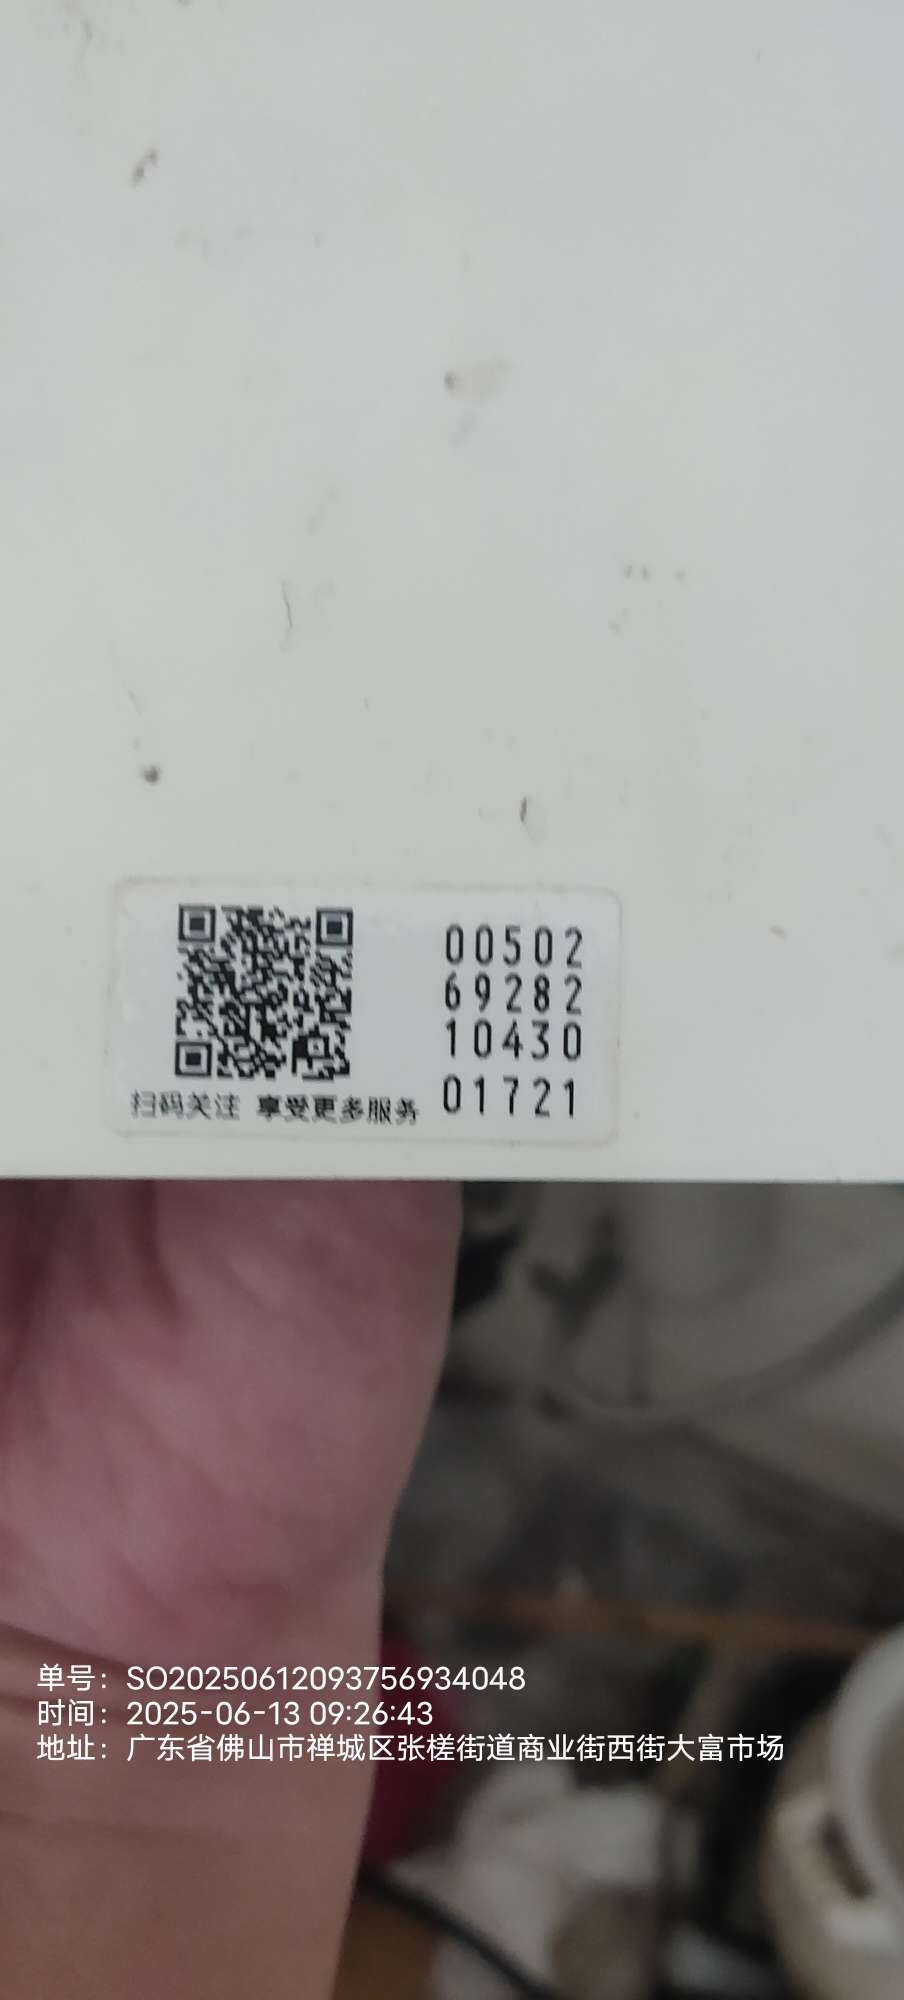 00502
69282
10430
01721
扫码关注 享受更多服务
单号：SO20250612093756934048
时间：2025-06-13 09:26:43
地址：广东省佛山市禅城区张槎街道商业街西街大富市场